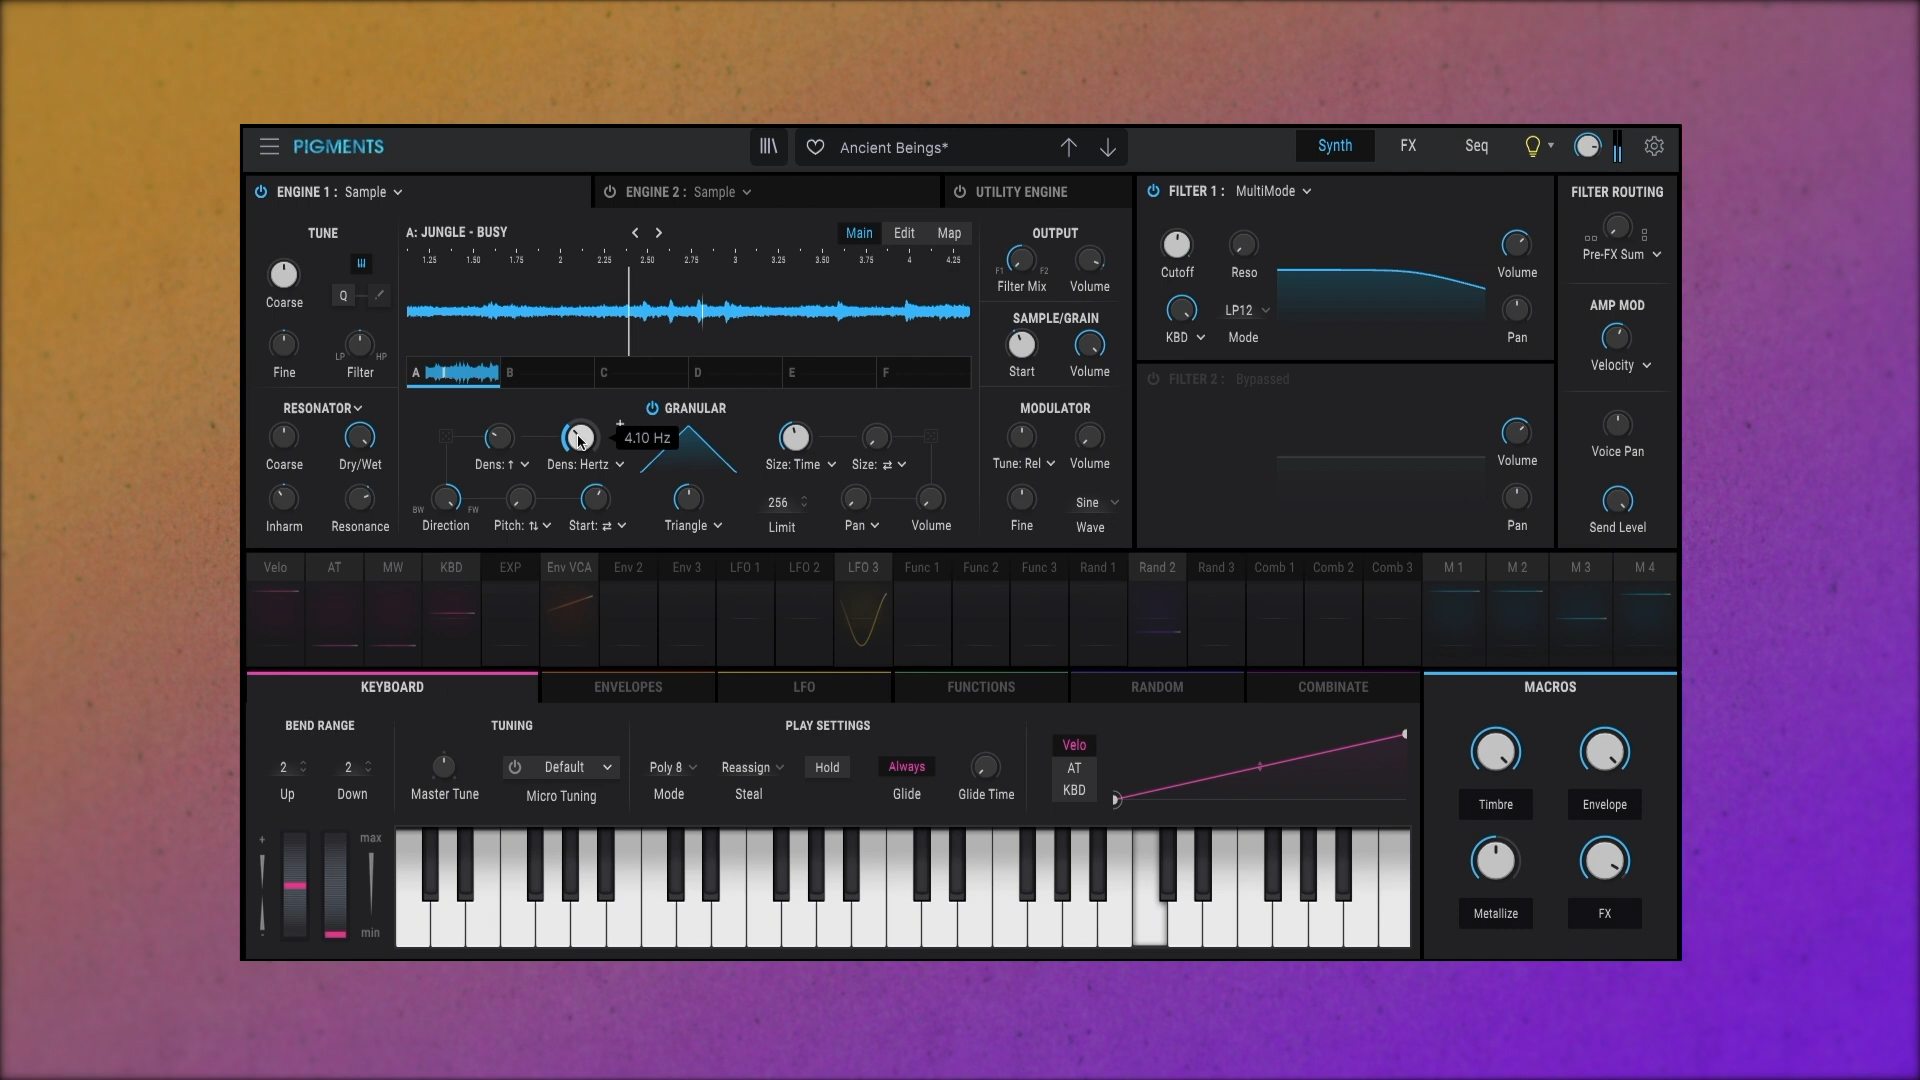 PIGMENTS
Ancient Beings*
Synth FX Seq
ENGINE 1 : Sample
ENGINE 2 : Sample
UTILITY ENGINE
FILTER 1 : MultiMode
FILTER ROUTING
TUNE
Coarse
Q
Fine
LP Filter HP
A: JUNGLE - BUSY
Main Edit Map
1.25 1.50 1.75 2 2.25 2.50 2.75 3 3.25 3.50 3.75 4 4.25
A B C D E F
OUTPUT
F1 F2
Filter Mix Volume
SAMPLE/GRAIN
Start Volume
Cutoff Reso
KBD
LP12
Mode
Volume
Pan
Pre-FX Sum
AMP MOD
Velocity
FILTER 2 : Bypassed
Volume
Pan
Voice Pan
Send Level
RESONATOR
Coarse Dry/Wet
Inharm Resonance
GRANULAR
4.10 Hz
Dens: ↑ Dens: Hertz Size: Time Size: ⇄
BW FW
Direction Pitch: ⇅ Start: ⇄ Triangle
256
Limit
Pan Volume
MODULATOR
Tune: Rel Volume
Fine
Sine
Wave
Velo AT MW KBD EXP Env VCA Env 2 Env 3 LFO 1 LFO 2 LFO 3 Func 1 Func 2 Func 3 Rand 1 Rand 2 Rand 3 Comb 1 Comb 2 Comb 3 M 1 M 2 M 3 M 4
KEYBOARD ENVELOPES LFO FUNCTIONS RANDOM COMBINATE MACROS
BEND RANGE
2 2
Up Down
TUNING
Master Tune
Default
Micro Tuning
PLAY SETTINGS
Poly 8 Reassign Hold Always
Mode Steal Glide Glide Time
Velo
AT
KBD
+
-
max
min
Timbre Envelope
Metallize FX